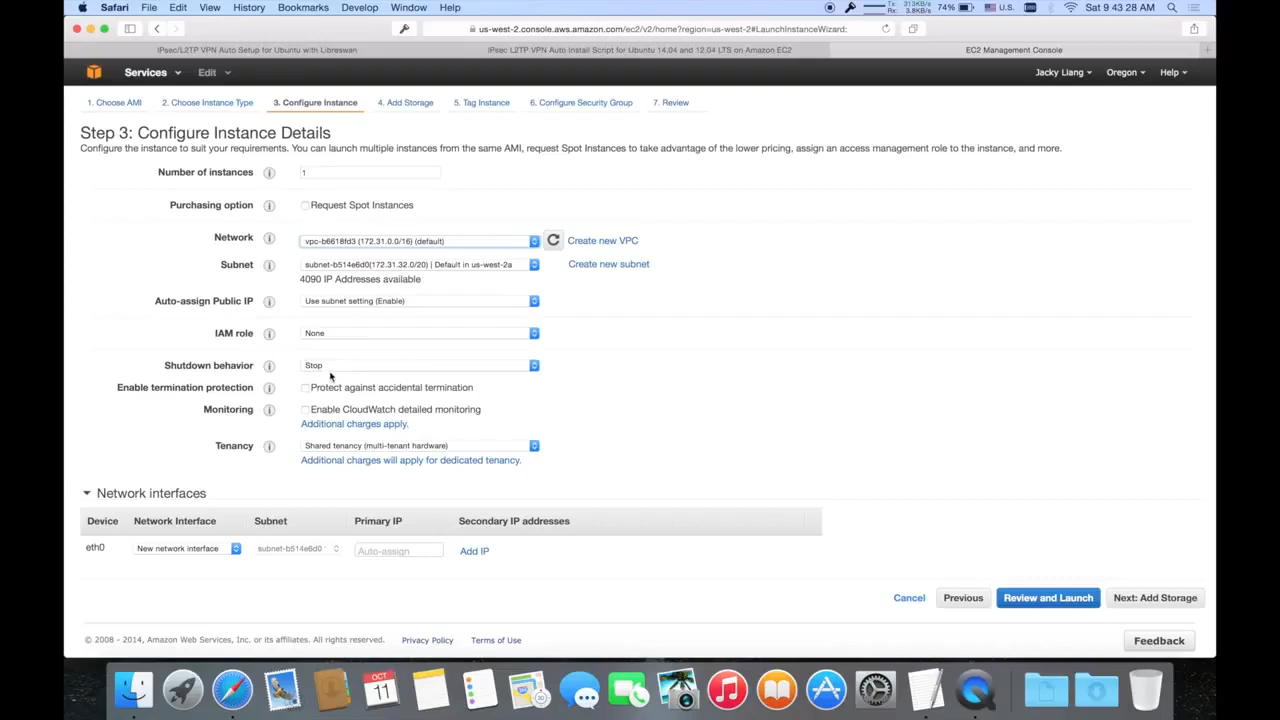 Safari File Edit View History Bookmarks Develop Window Help
Tx: 313KB/s
Rx: 3.8KB/s
74% U.S. Sat 9:43:28 AM
us-west-2.console.aws.amazon.com/ec2/v2/home?region=us-west-2#LaunchInstanceWizard:
IPsec/L2TP VPN Auto Setup for Ubuntu with Libreswan
IPsec L2TP VPN Auto Install Script for Ubuntu 14.04 and 12.04 LTS on Amazon EC2
EC2 Management Console
Services Edit Jacky Liang Oregon Help
1. Choose AMI 2. Choose Instance Type 3. Configure Instance 4. Add Storage 5. Tag Instance 6. Configure Security Group 7. Review
Step 3: Configure Instance Details
Configure the instance to suit your requirements. You can launch multiple instances from the same AMI, request Spot Instances to take advantage of the lower pricing, assign an access management role to the instance, and more.
Number of instances 1
Purchasing option Request Spot Instances
Network vpc-b6618fd3 (172.31.0.0/16) (default) Create new VPC
Subnet subnet-b514e6d0(172.31.32.0/20) | Default in us-west-2a Create new subnet
4090 IP Addresses available
Auto-assign Public IP Use subnet setting (Enable)
IAM role None
Shutdown behavior Stop
Enable termination protection Protect against accidental termination
Monitoring Enable CloudWatch detailed monitoring
Additional charges apply.
Tenancy Shared tenancy (multi-tenant hardware)
Additional charges will apply for dedicated tenancy.
Network interfaces
Device Network Interface Subnet Primary IP Secondary IP addresses
eth0 New network interface subnet-b514e6d0 Auto-assign Add IP
Cancel Previous Review and Launch Next: Add Storage
© 2008 - 2014, Amazon Web Services, Inc. or its affiliates. All rights reserved. Privacy Policy Terms of Use Feedback
OCT
11